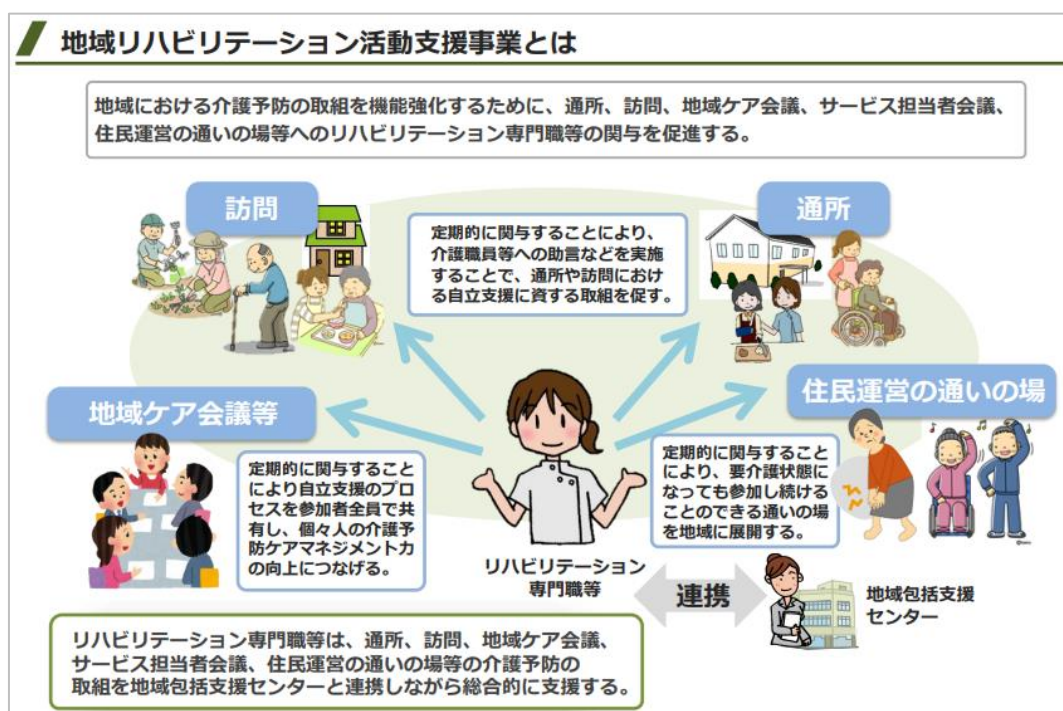 地域リハビリテーション活動支援事業とは
地域における介護予防の取組を機能強化するために、通所、訪問、地域ケア会議、サービス担当者会議、
住民運営の通いの場等へのリハビリテーション専門職等の関与を促進する。
訪問
通所
定期的に関与することにより、
介護職員等への助言などを実施
することで、通所や訪問におけ
る自立支援に資する取組を促す。
地域ケア会議等
住民運営の通いの場
定期的に関与すること
により自立支援のプロ
セスを参加者全員で共
有し、個々人の介護予
防ケアマネジメント力
の向上につなげる。
定期的に関与すること
により、要介護状態に
なっても参加し続ける
ことのできる通いの場
を地域に展開する。
リハビリテーション
専門職等
連携
地域包括支援
センター
リハビリテーション専門職等は、通所、訪問、地域ケア会議、
サービス担当者会議、住民運営の通いの場等の介護予防の
取組を地域包括支援センターと連携しながら総合的に支援する。